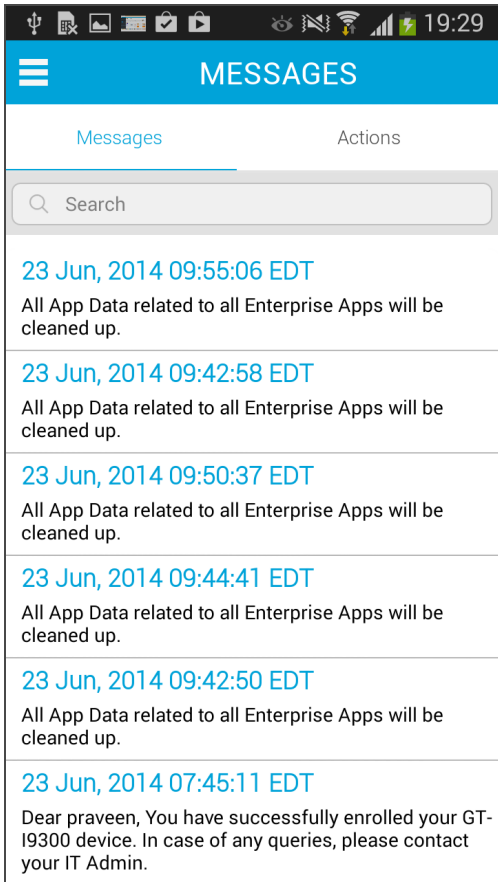 19:29
MESSAGES
Messages Actions
Search
23 Jun, 2014 09:55:06 EDT
All App Data related to all Enterprise Apps will be
cleaned up.
23 Jun, 2014 09:42:58 EDT
All App Data related to all Enterprise Apps will be
cleaned up.
23 Jun, 2014 09:50:37 EDT
All App Data related to all Enterprise Apps will be
cleaned up.
23 Jun, 2014 09:44:41 EDT
All App Data related to all Enterprise Apps will be
cleaned up.
23 Jun, 2014 09:42:50 EDT
All App Data related to all Enterprise Apps will be
cleaned up.
23 Jun, 2014 07:45:11 EDT
Dear praveen, You have successfully enrolled your GT-
I9300 device. In case of any queries, please contact
your IT Admin.